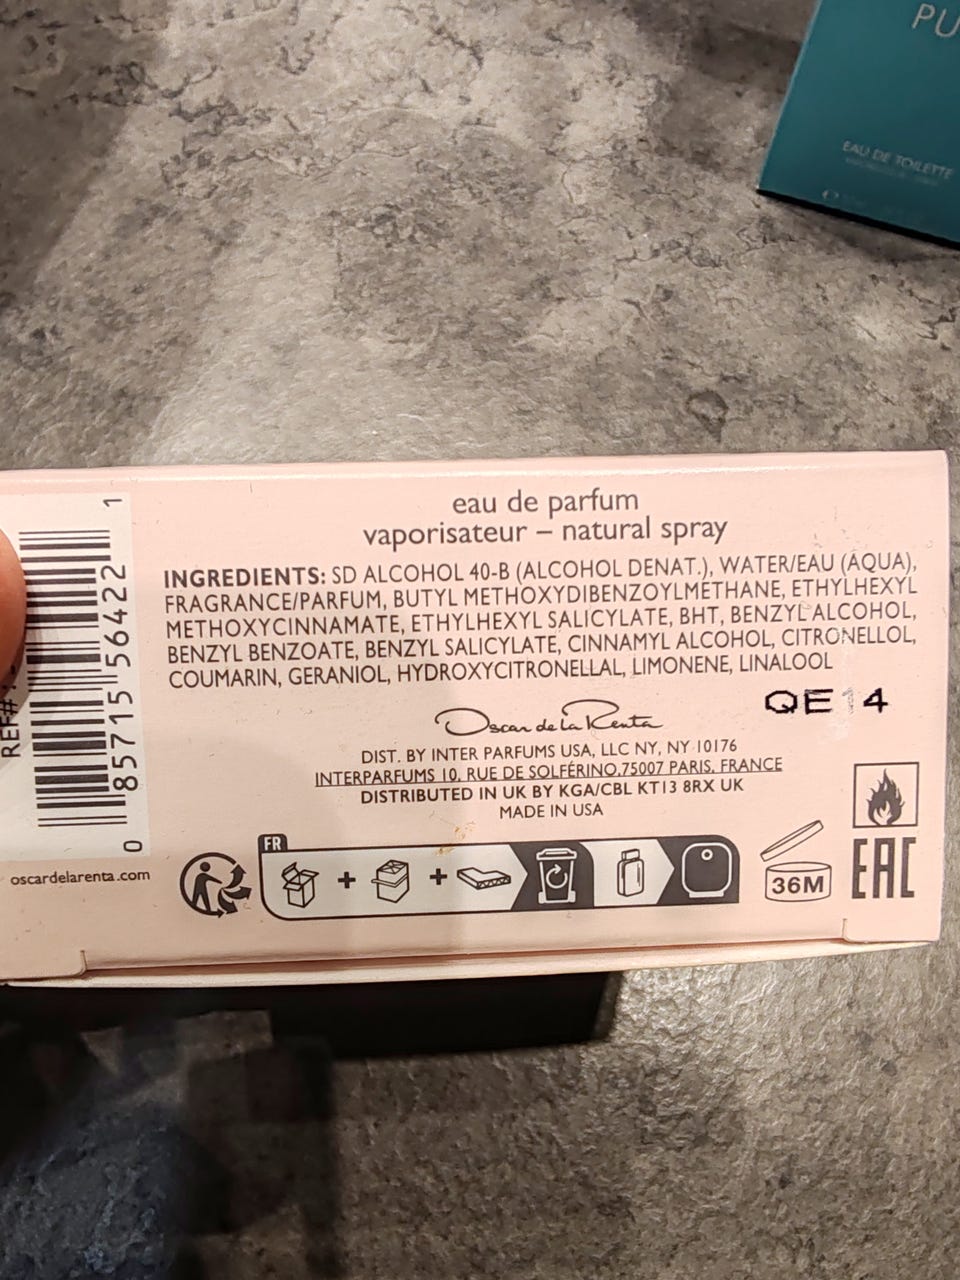 PU
EAU DE TOILETTE
eau de parfum
vaporisateur – natural spray
INGREDIENTS: SD ALCOHOL 40-B (ALCOHOL DENAT.), WATER/EAU (AQUA),
FRAGRANCE/PARFUM, BUTYL METHOXYDIBENZOYLMETHANE, ETHYLHEXYL
METHOXYCINNAMATE, ETHYLHEXYL SALICYLATE, BHT, BENZYL ALCOHOL,
BENZYL BENZOATE, BENZYL SALICYLATE, CINNAMYL ALCOHOL, CITRONELLOL,
COUMARIN, GERANIOL, HYDROXYCITRONELLAL, LIMONENE, LINALOOL
QE14
Oscar de la Renta
DIST. BY INTER PARFUMS USA, LLC NY, NY 10176
INTERPARFUMS 10, RUE DE SOLFÉRINO,75007 PARIS, FRANCE
DISTRIBUTED IN UK BY KGA/CBL KT13 8RX UK
MADE IN USA
FR
36M
EAC
0 85715 56422 1
REF#
oscardelarenta.com